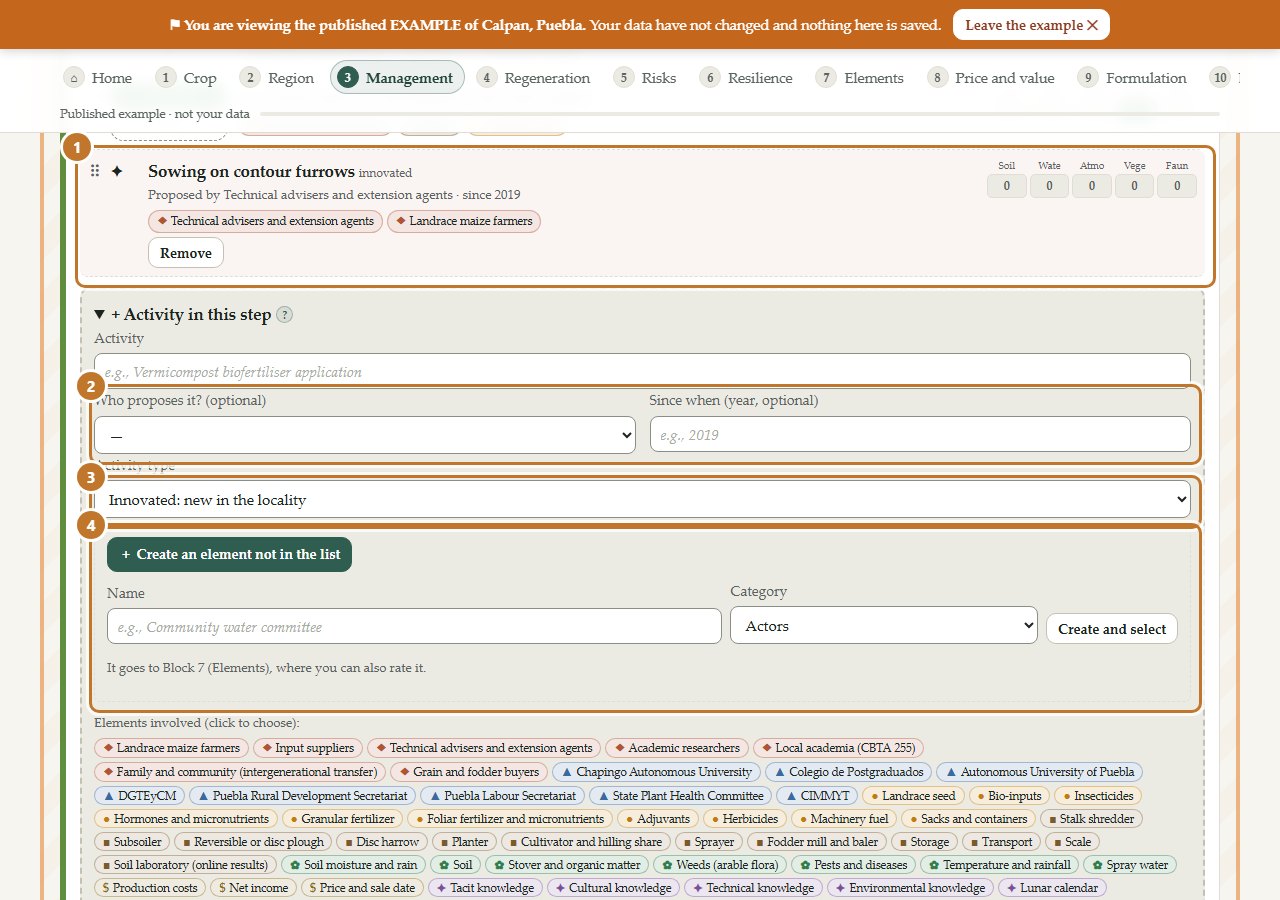 ⚑ You are viewing the published EXAMPLE of Calpan, Puebla. Your data have not changed and nothing here is saved. Leave the example ✕
⌂ Home 1 Crop 2 Region 3 Management 4 Regeneration 5 Risks 6 Resilience 7 Elements 8 Price and value 9 Formulation 10
Published example · not your data
1
⠿ ✦ Sowing on contour furrows innovated
Soil Wate Atmo Vege Faun
0 0 0 0 0
Proposed by Technical advisers and extension agents · since 2019
◆ Technical advisers and extension agents ◆ Landrace maize farmers
Remove
▼ + Activity in this step ?
Activity
e.g., Vermicompost biofertiliser application
2
Who proposes it? (optional) Since when (year, optional)
— e.g., 2019
Activity type
3
Innovated: new in the locality
4
+ Create an element not in the list
Name Category
e.g., Community water committee Actors Create and select
It goes to Block 7 (Elements), where you can also rate it.
Elements involved (click to choose):
◆ Landrace maize farmers ◆ Input suppliers ◆ Technical advisers and extension agents ◆ Academic researchers ◆ Local academia (CBTA 255)
◆ Family and community (intergenerational transfer) ◆ Grain and fodder buyers ▲ Chapingo Autonomous University ▲ Colegio de Postgraduados ▲ Autonomous University of Puebla
▲ DGTEyCM ▲ Puebla Rural Development Secretariat ▲ Puebla Labour Secretariat ▲ State Plant Health Committee ▲ CIMMYT ● Landrace seed ● Bio-inputs ● Insecticides
● Hormones and micronutrients ● Granular fertilizer ● Foliar fertilizer and micronutrients ● Adjuvants ● Herbicides ● Machinery fuel ● Sacks and containers ■ Stalk shredder
■ Subsoiler ■ Reversible or disc plough ■ Disc harrow ■ Planter ■ Cultivator and hilling share ■ Sprayer ■ Fodder mill and baler ■ Storage ■ Transport ■ Scale
■ Soil laboratory (online results) ✿ Soil moisture and rain ✿ Soil ✿ Stover and organic matter ✿ Weeds (arable flora) ✿ Pests and diseases ✿ Temperature and rainfall ✿ Spray water
$ Production costs $ Net income $ Price and sale date ✦ Tacit knowledge ✦ Cultural knowledge ✦ Technical knowledge ✦ Environmental knowledge ✦ Lunar calendar